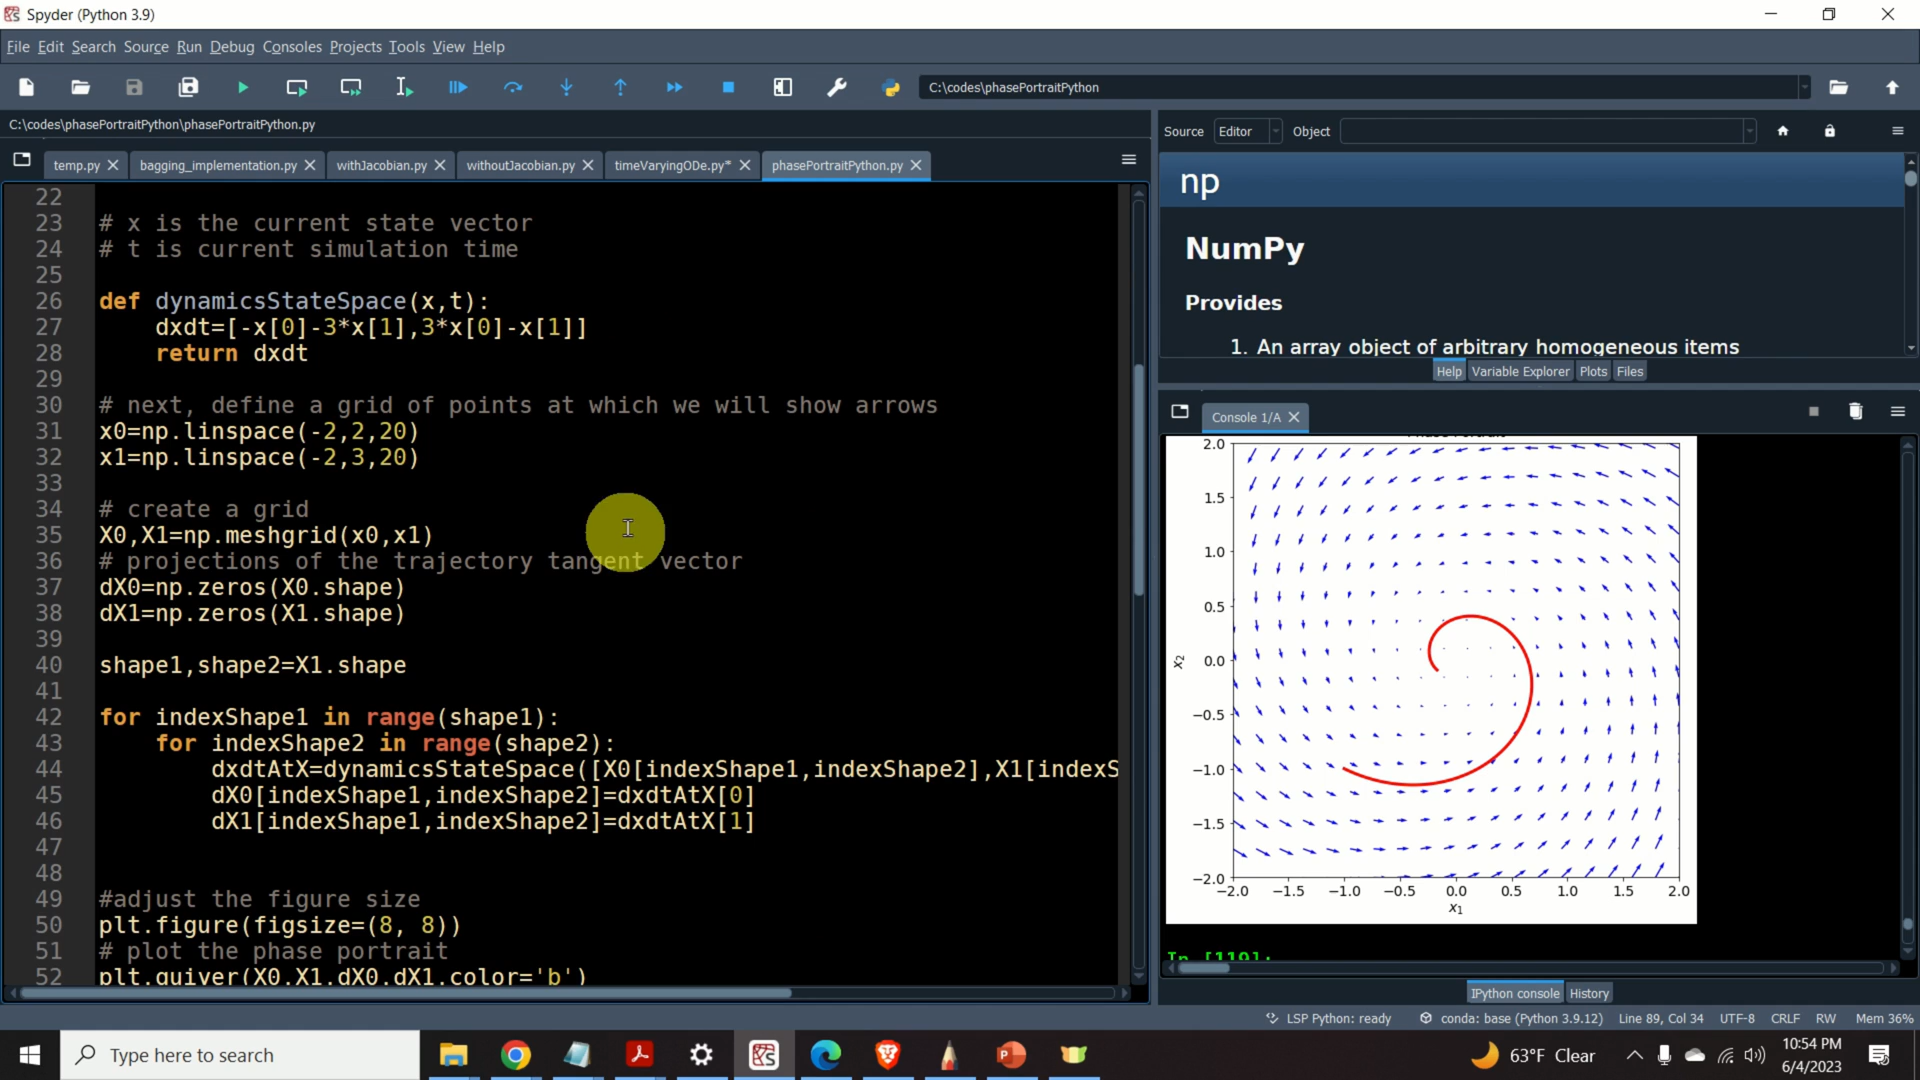 Spyder (Python 3.9)
File Edit Search Source Run Debug Consoles Projects Tools View Help
C:\codes\phasePortraitPython
C:\codes\phasePortraitPython\phasePortraitPython.py
temp.py bagging_implementation.py withJacobian.py withoutJacobian.py timeVaryingODe.py* phasePortraitPython.py
22
23 # x is the current state vector
24 # t is current simulation time
25
26 def dynamicsStateSpace(x,t):
27 dxdt=[-x[0]-3*x[1],3*x[0]-x[1]]
28 return dxdt
29
30 # next, define a grid of points at which we will show arrows
31 x0=np.linspace(-2,2,20)
32 x1=np.linspace(-2,3,20)
33
34 # create a grid
35 X0,X1=np.meshgrid(x0,x1)
36 # projections of the trajectory tangent vector
37 dX0=np.zeros(X0.shape)
38 dX1=np.zeros(X1.shape)
39
40 shape1,shape2=X1.shape
41
42 for indexShape1 in range(shape1):
43 for indexShape2 in range(shape2):
44 dxdtAtX=dynamicsStateSpace([X0[indexShape1,indexShape2],X1[indexS
45 dX0[indexShape1,indexShape2]=dxdtAtX[0]
46 dX1[indexShape1,indexShape2]=dxdtAtX[1]
47
48
49 #adjust the figure size
50 plt.figure(figsize=(8, 8))
51 # plot the phase portrait
52 plt.quiver(X0,X1,dX0,dX1,color='b')
Source Editor Object
np
NumPy
Provides
1. An array object of arbitrary homogeneous items
Help Variable Explorer Plots Files
Console 1/A
2.0
1.5
1.0
0.5
0.0
−0.5
−1.0
−1.5
−2.0
x2
−2.0 −1.5 −1.0 −0.5 0.0 0.5 1.0 1.5 2.0
x1
In [119]:
IPython console History
LSP Python: ready conda: base (Python 3.9.12) Line 89, Col 34 UTF-8 CRLF RW Mem 36%
Type here to search
63°F Clear
10:54 PM
6/4/2023